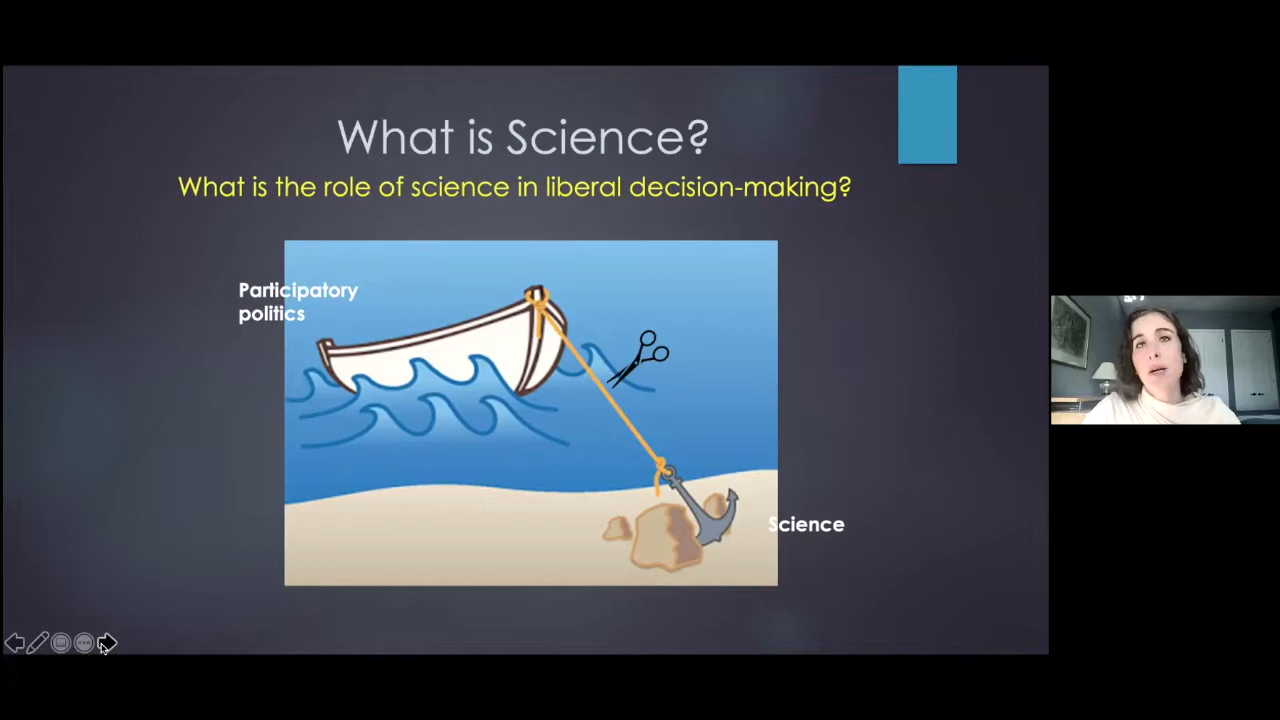 What is Science?
What is the role of science in liberal decision-making?
Participatory
politics
Science